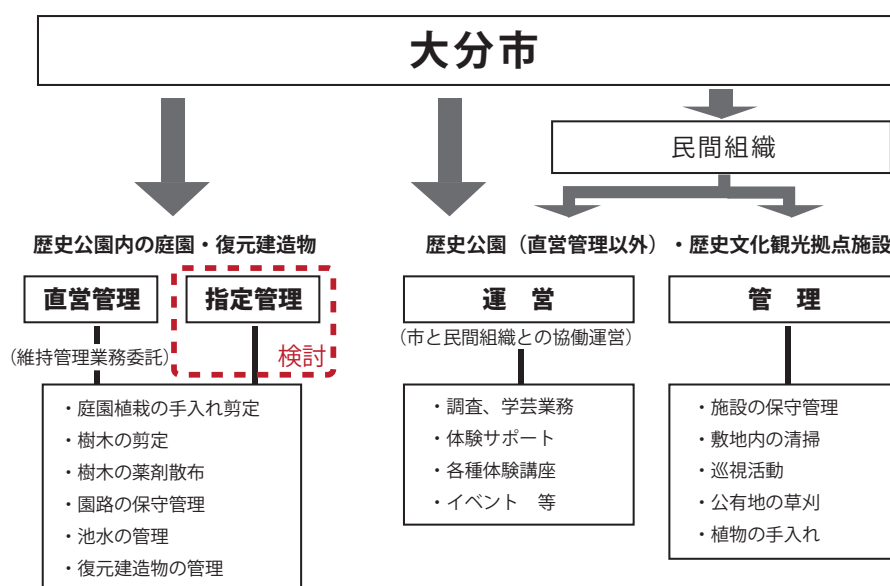 大分市
民間組織
歴史公園内の庭園・復元建造物
歴史公園（直営管理以外）・歴史文化観光拠点施設
直営管理
指定管理
運　営
管　理
（維持管理業務委託）
検討
（市と民間組織との協働運営）
・庭園植栽の手入れ剪定
・樹木の剪定
・樹木の薬剤散布
・園路の保守管理
・池水の管理
・復元建造物の管理
・調査、学芸業務
・体験サポート
・各種体験講座
・イベント　等
・施設の保守管理
・敷地内の清掃
・巡視活動
・公有地の草刈
・植物の手入れ